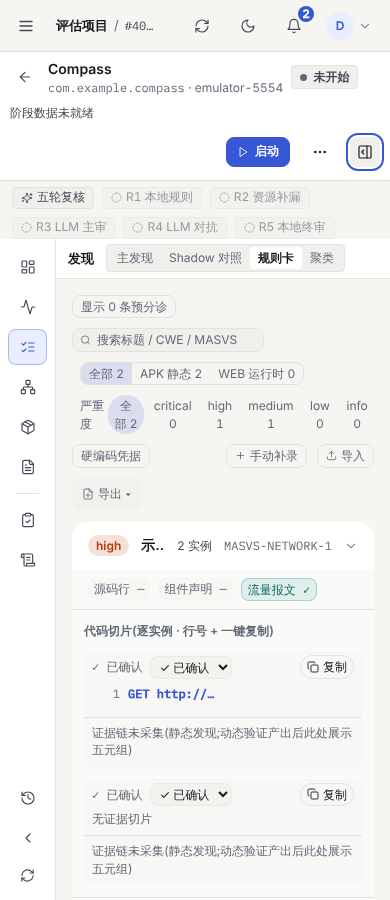 评估项目 / #40… 2 D
Compass
com.example.compass · emulator-5554 未开始
阶段数据未就绪
启动
五轮复核 R1 本地规则 R2 资源补漏
R3 LLM 主审 R4 LLM 对抗 R5 本地终审
发现 主发现 Shadow 对照 规则卡 聚类
显示 0 条预分诊
搜索标题 / CWE / MASVS
全部 2 APK 静态 2 WEB 运行时 0
严重 全 critical high medium low info
度 部 2 0 1 1 0 0
硬编码凭据 + 手动补录 导入
导出
high 示.. 2 实例 MASVS-NETWORK-1
源码行 — 组件声明 — 流量报文 ✓
代码切片(逐实例 · 行号 + 一键复制)
✓ 已确认 ✓ 已确认 复制
1 GET http://…
证据链未采集(静态发现;动态验证产出后此处展示
五元组)
✓ 已确认 ✓ 已确认 复制
无证据切片
证据链未采集(静态发现;动态验证产出后此处展示
五元组)